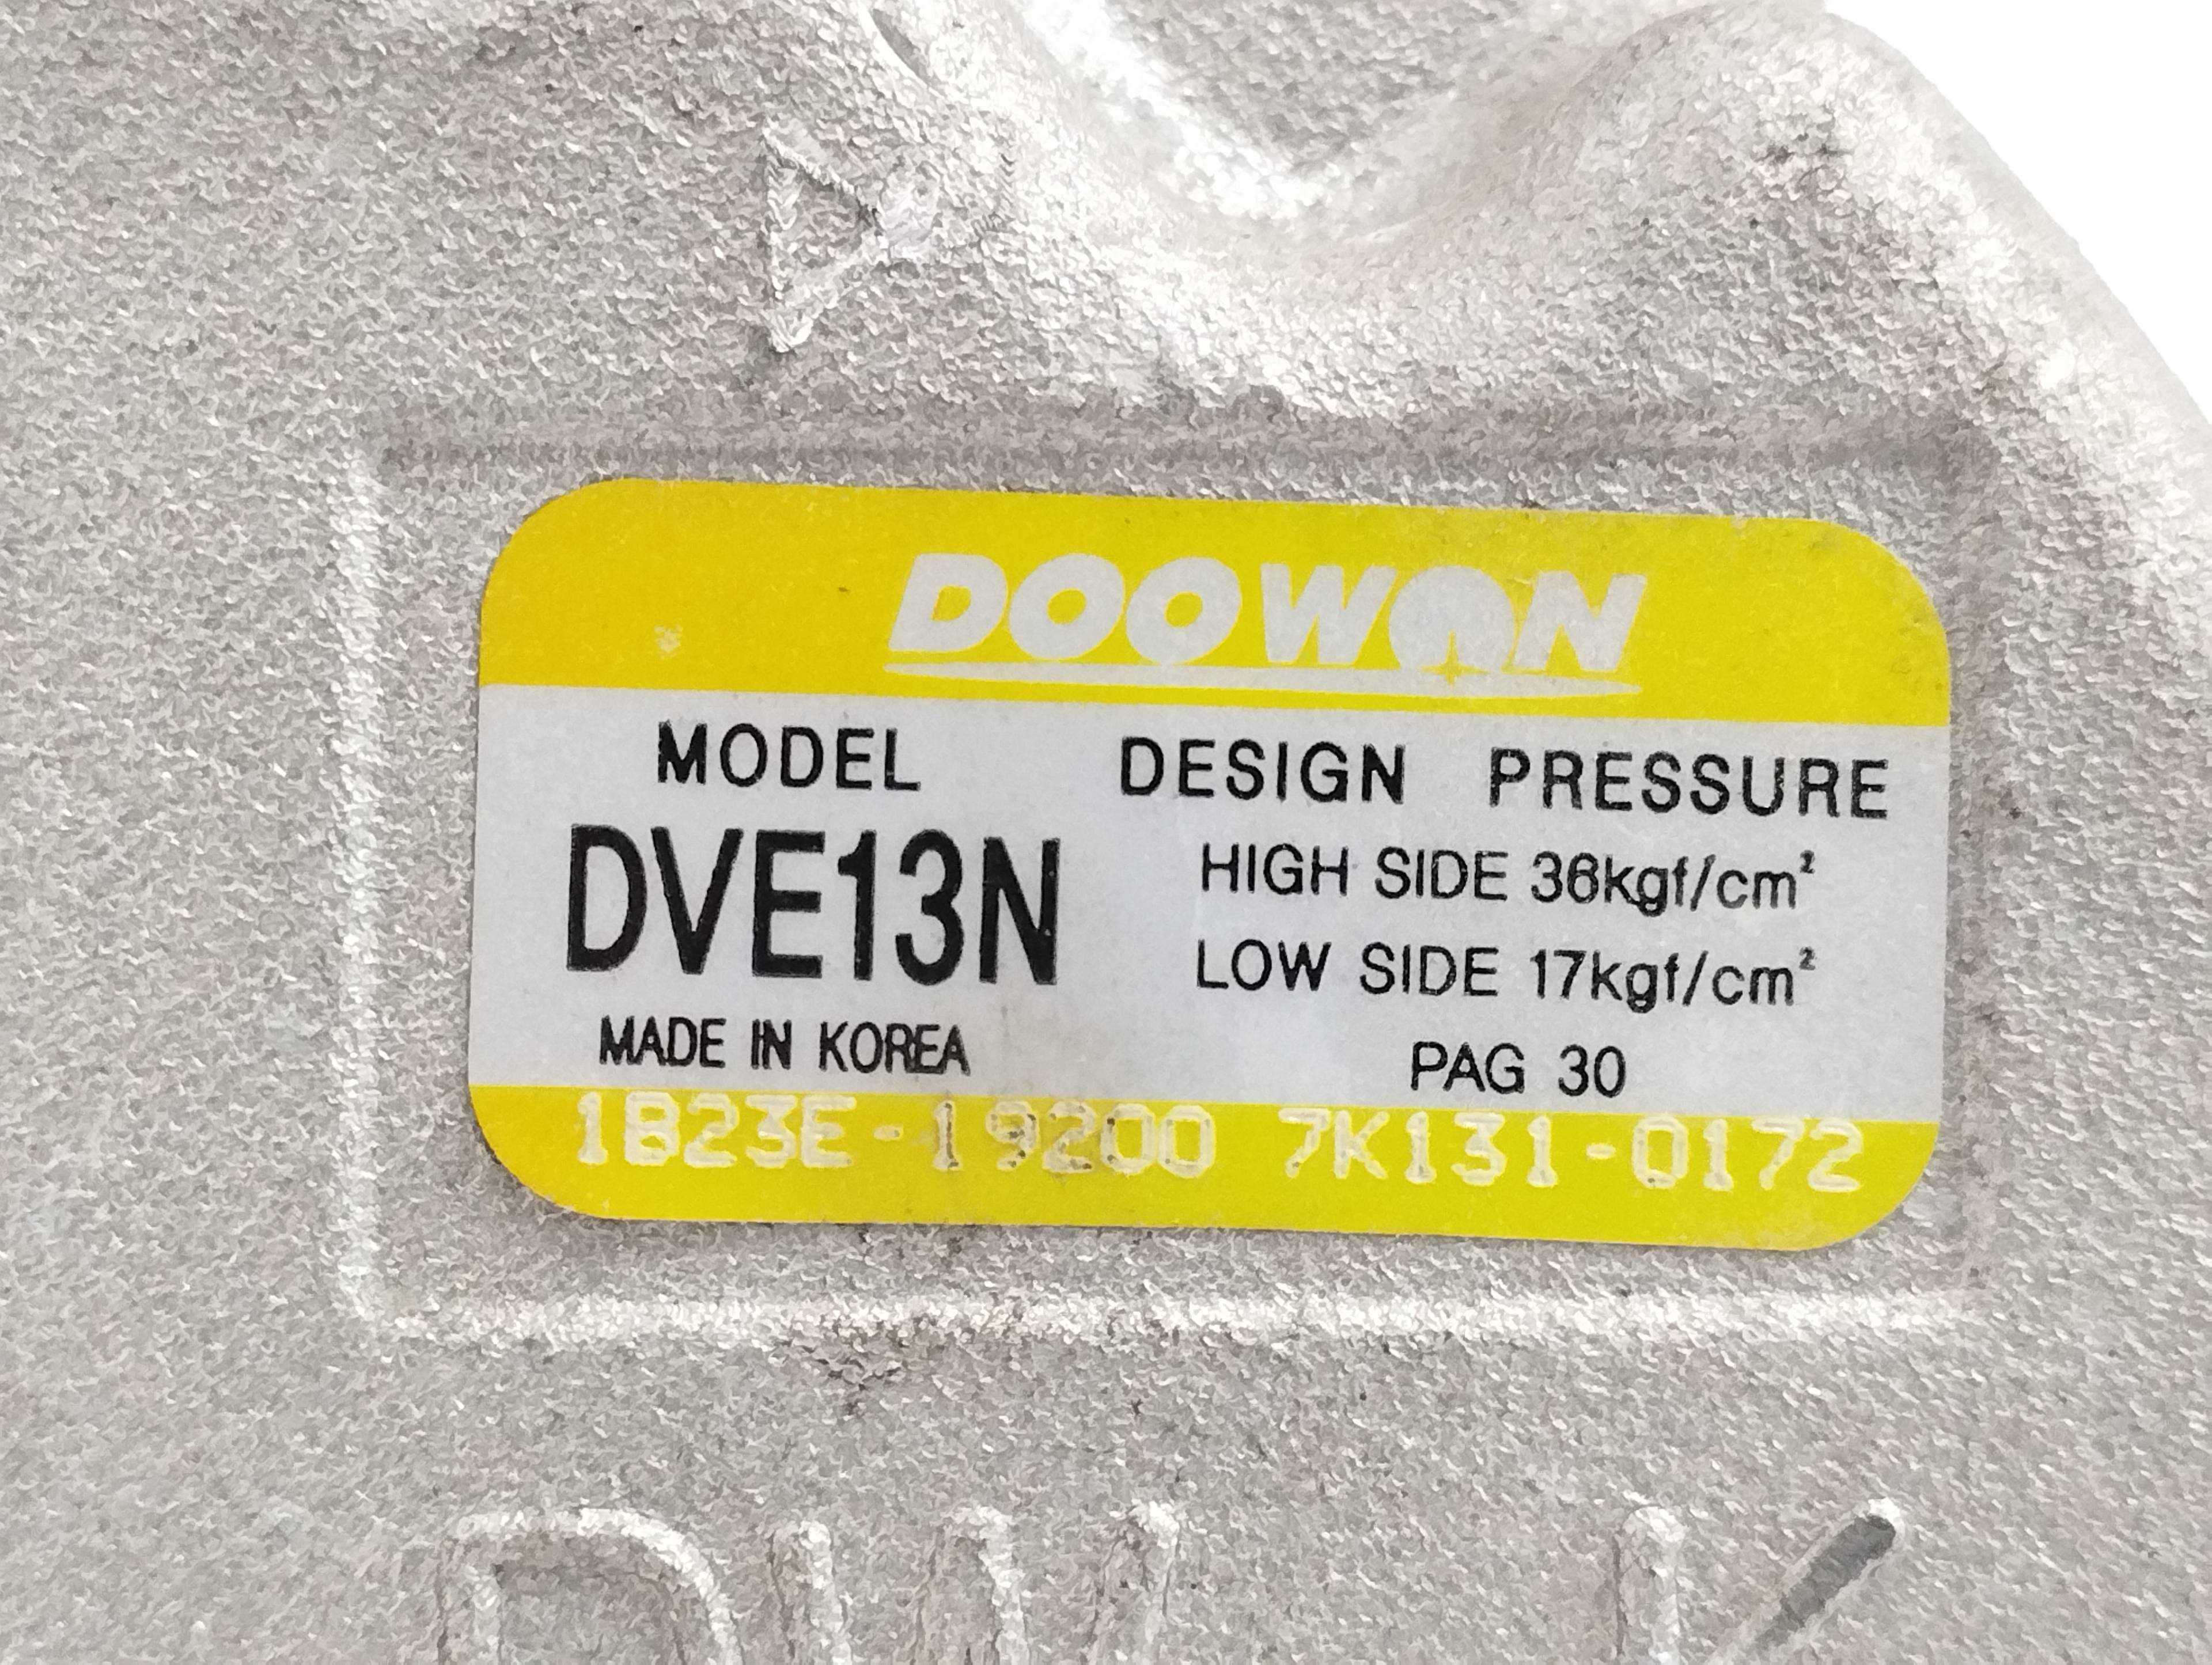 DOOWON
MODEL
DVE13N
MADE IN KOREA
DESIGN PRESSURE
HIGH SIDE 36kgf/cm²
LOW SIDE 17kgf/cm²
PAG 30
1B23E-19200 7K131-0172